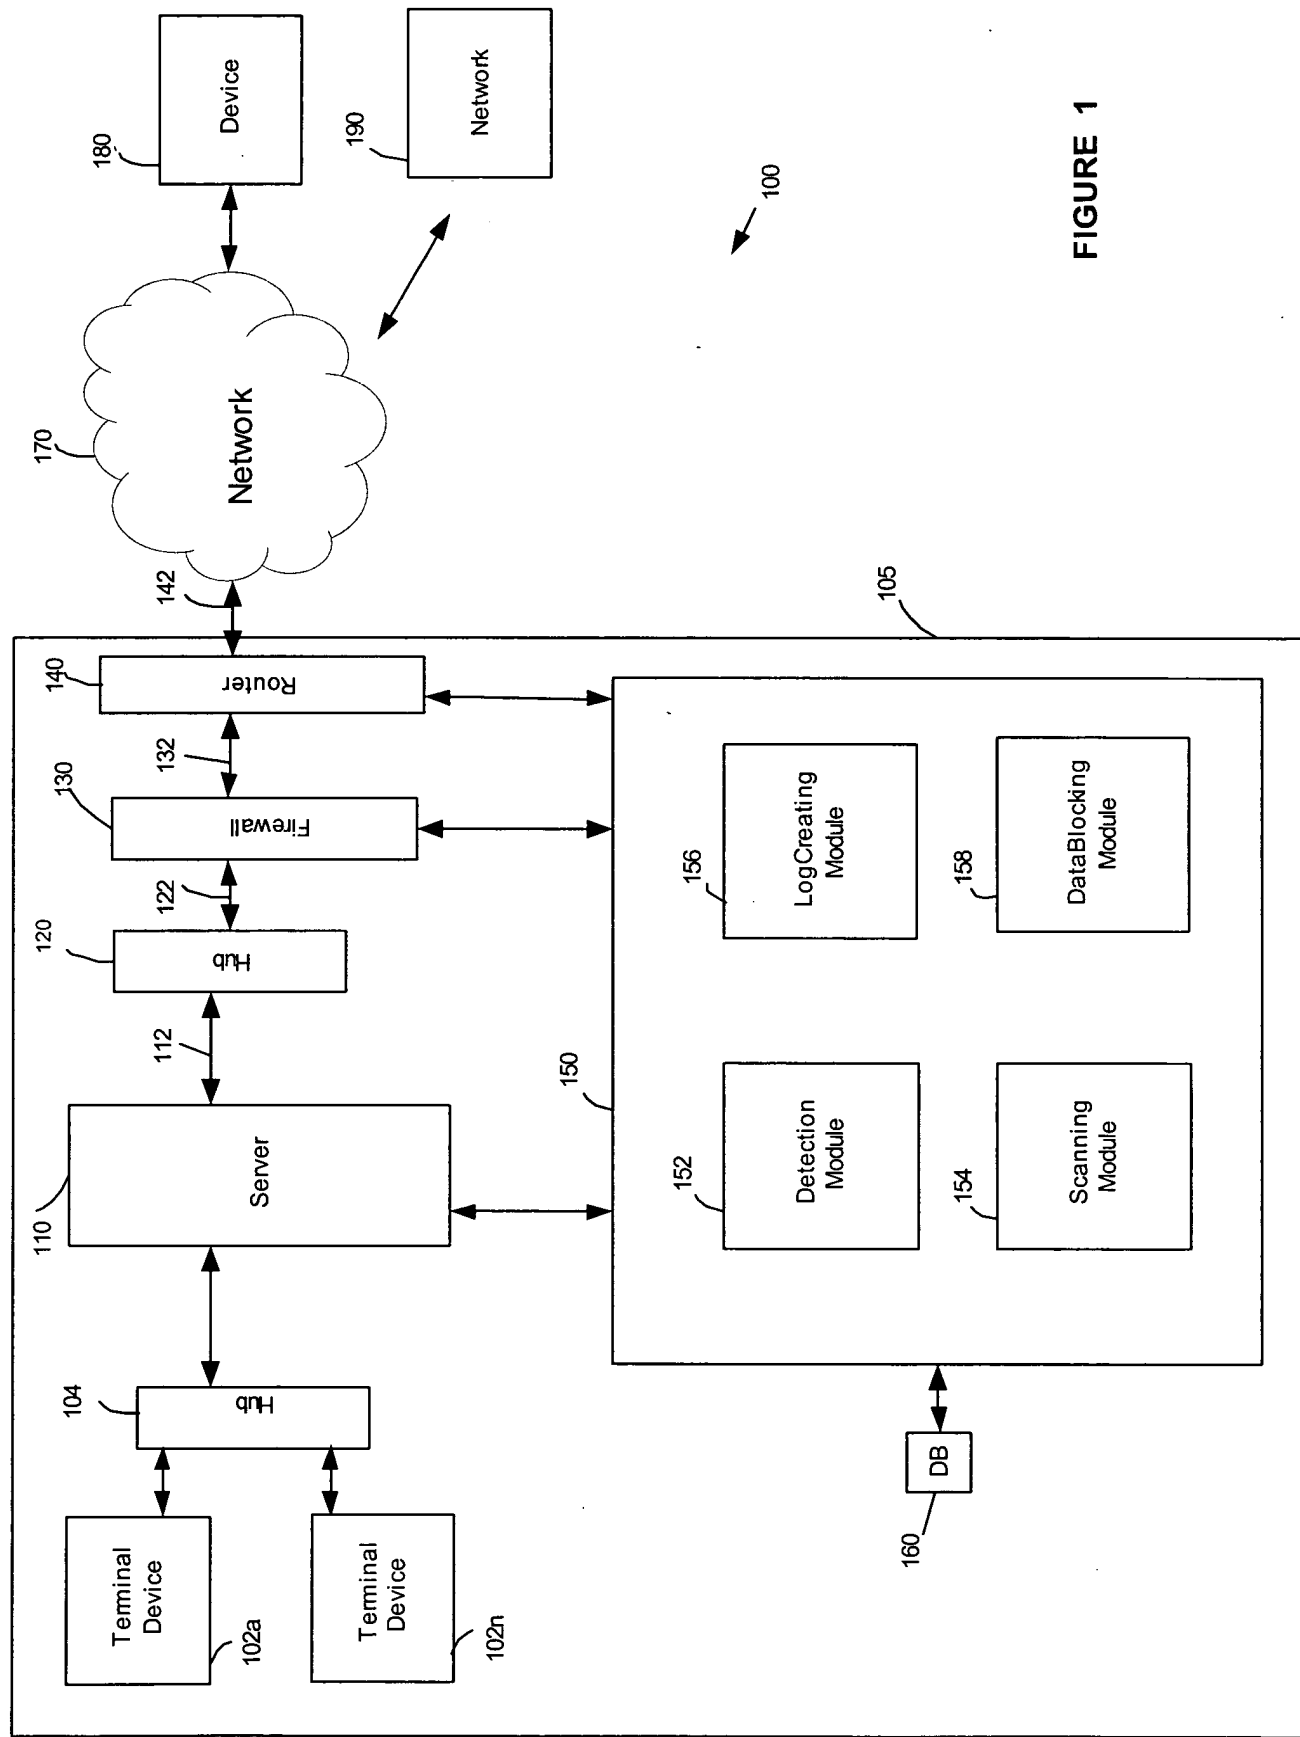 102a
Terminal
Device
102n
Terminal
Device
104
Hub
110
Server
112
120
Hub
122
130
Firewall
132
140
Router
142
170
Network
180
Device
190
Network
100
105
150
152
Detection
Module
156
LogCreating
Module
154
Scanning
Module
158
DataBlocking
Module
160
DB
FIGURE 1